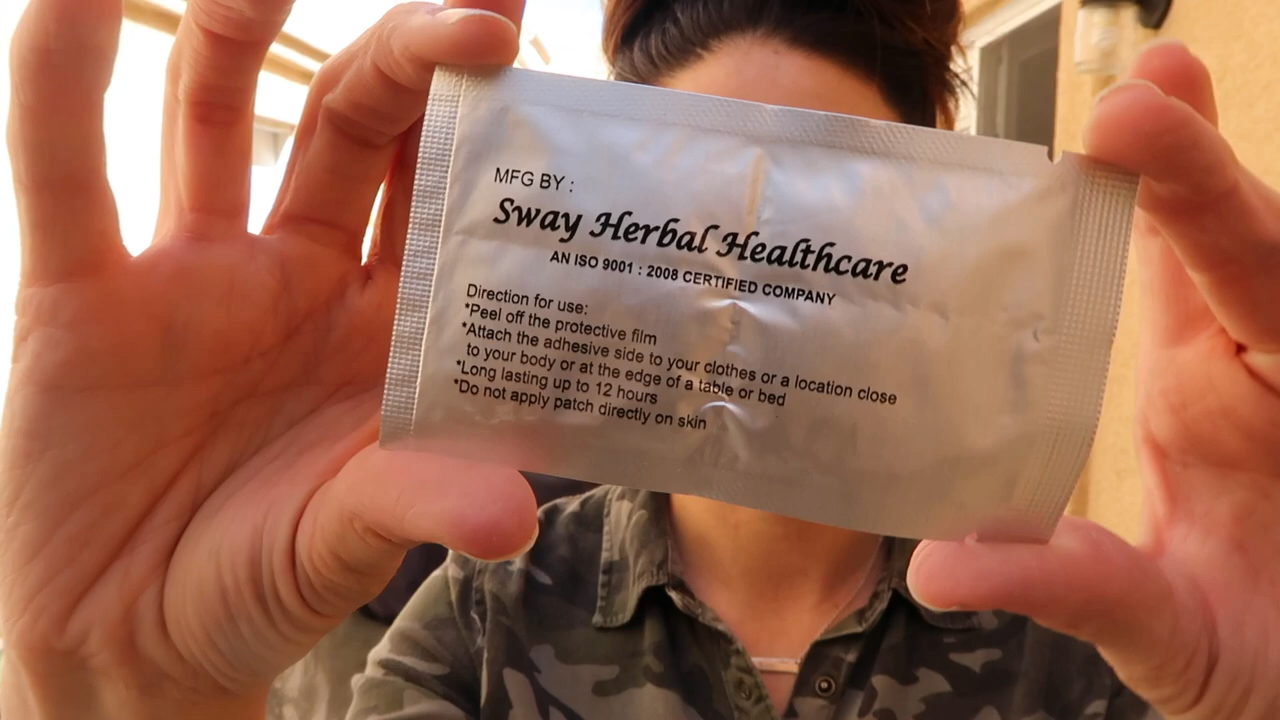 MFG BY :
Sway Herbal Healthcare
AN ISO 9001 : 2008 CERTIFIED COMPANY
Direction for use:
*Peel off the protective film
*Attach the adhesive side to your clothes or a location close
to your body or at the edge of a table or bed
*Long lasting up to 12 hours
*Do not apply patch directly on skin